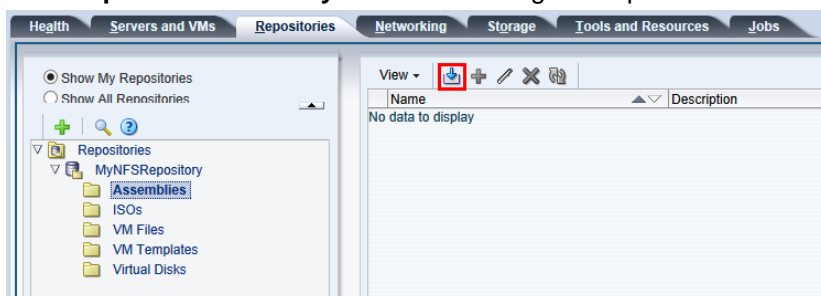 Health Servers and VMs Repositories Networking Storage Tools and Resources Jobs
Show My Repositories
Show All Repositories
View
Name Description
No data to display
Repositories
MyNFSRepository
Assemblies
ISOs
VM Files
VM Templates
Virtual Disks